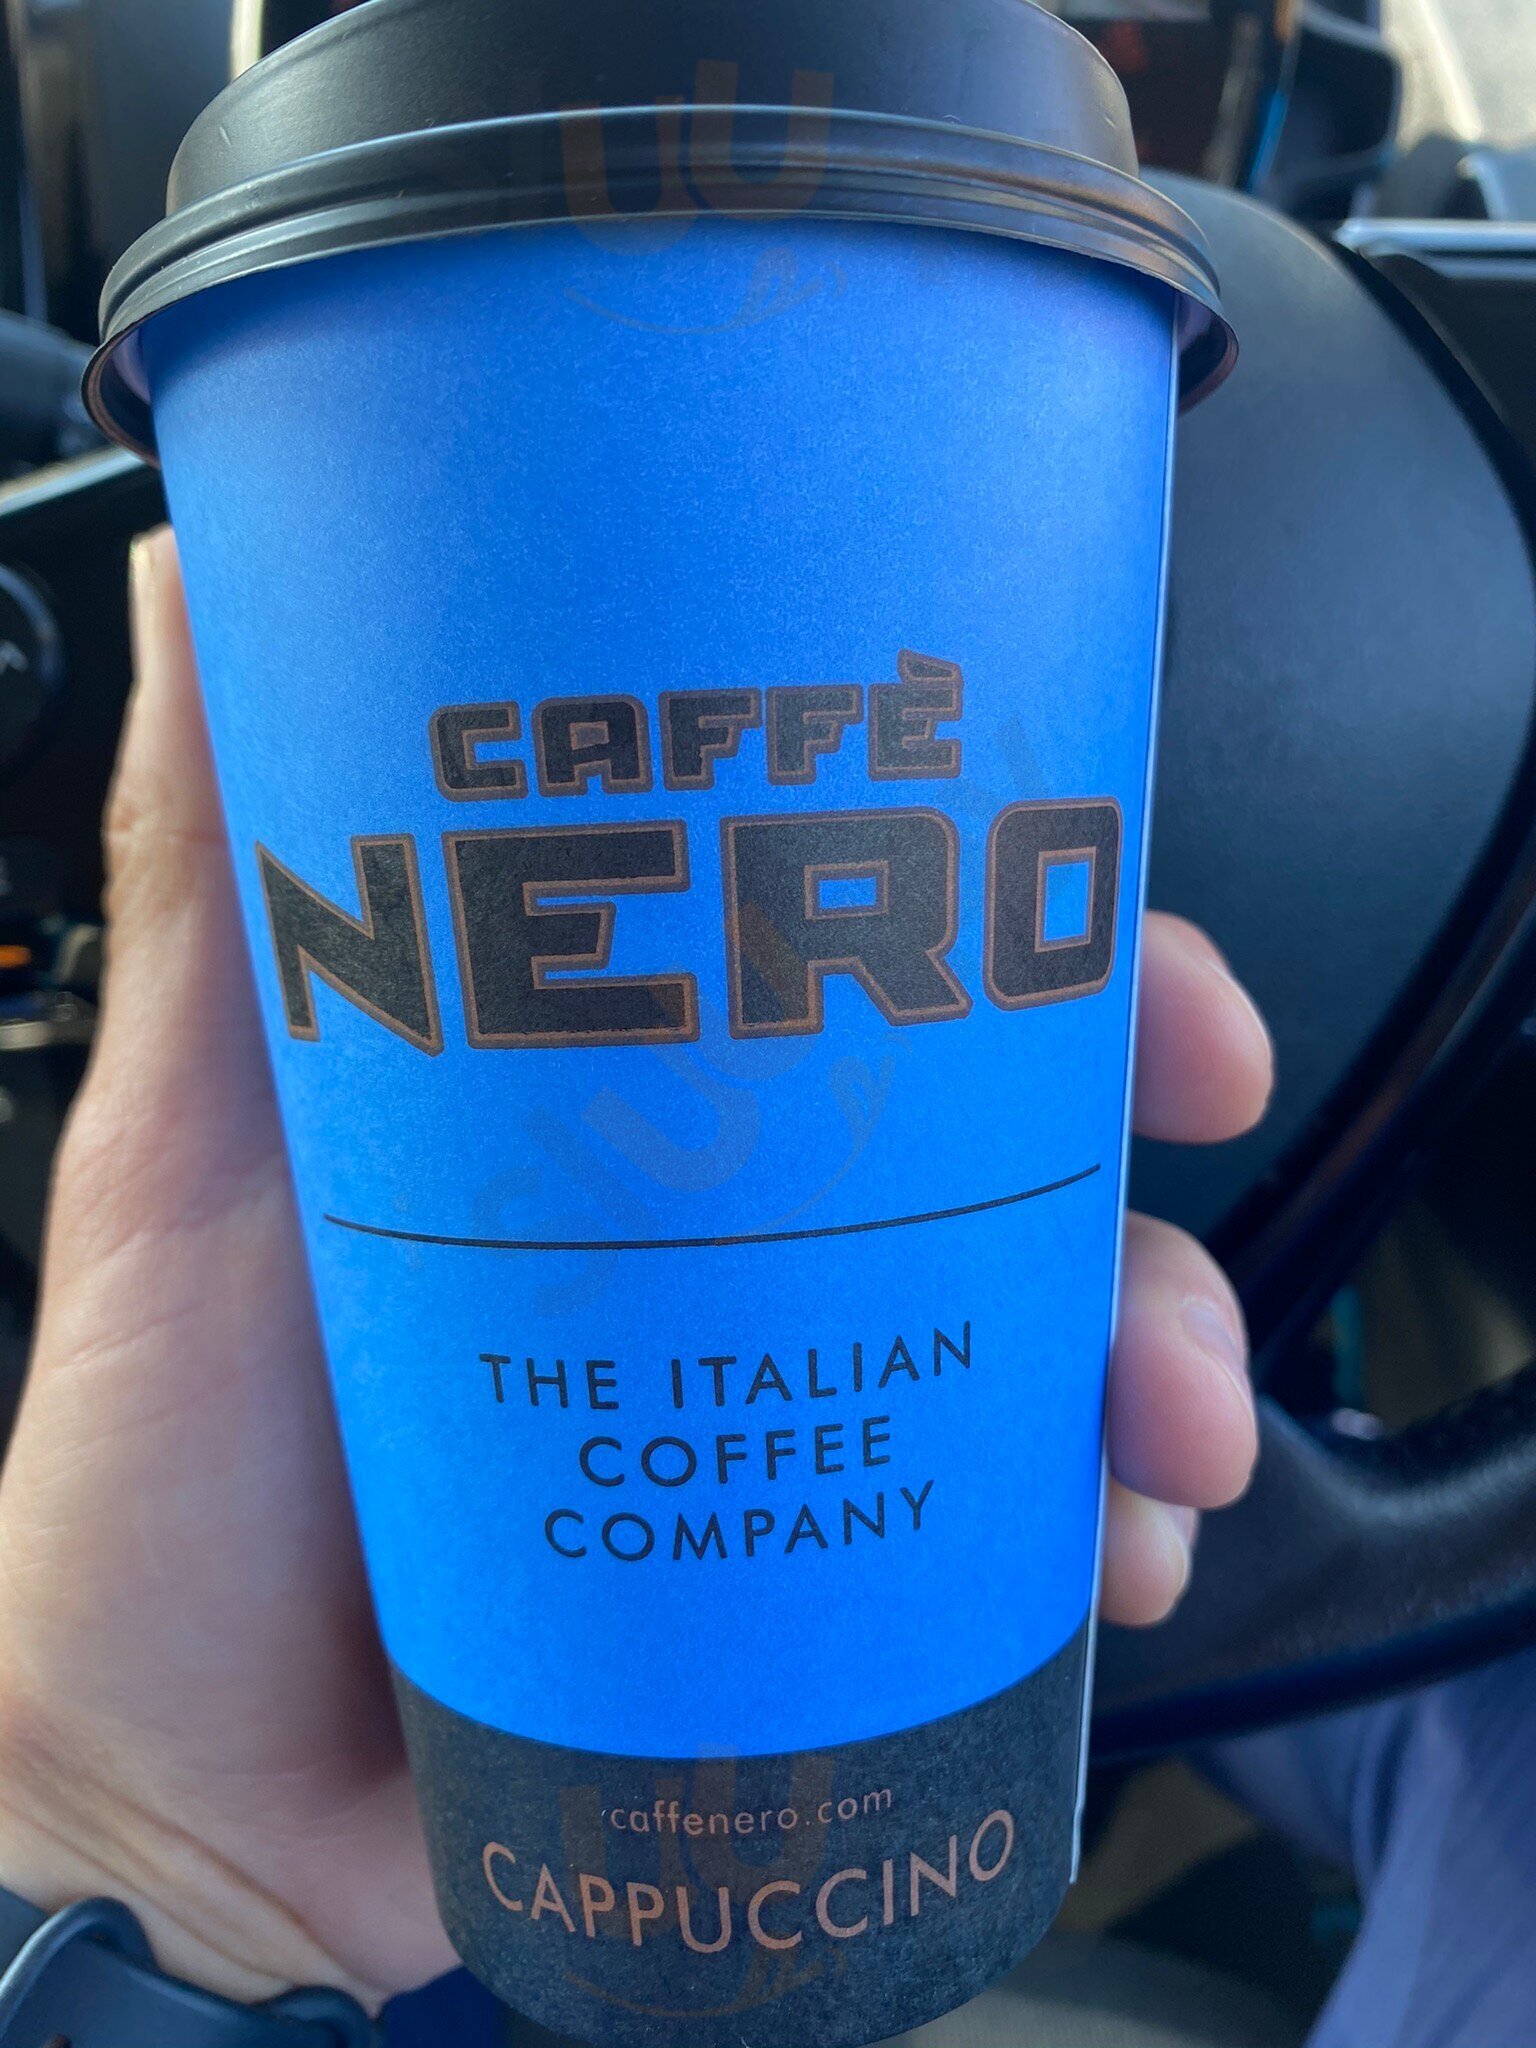 CAFFÈ
NERO
THE ITALIAN
COFFEE
COMPANY
caffenero.com
CAPPUCCINO